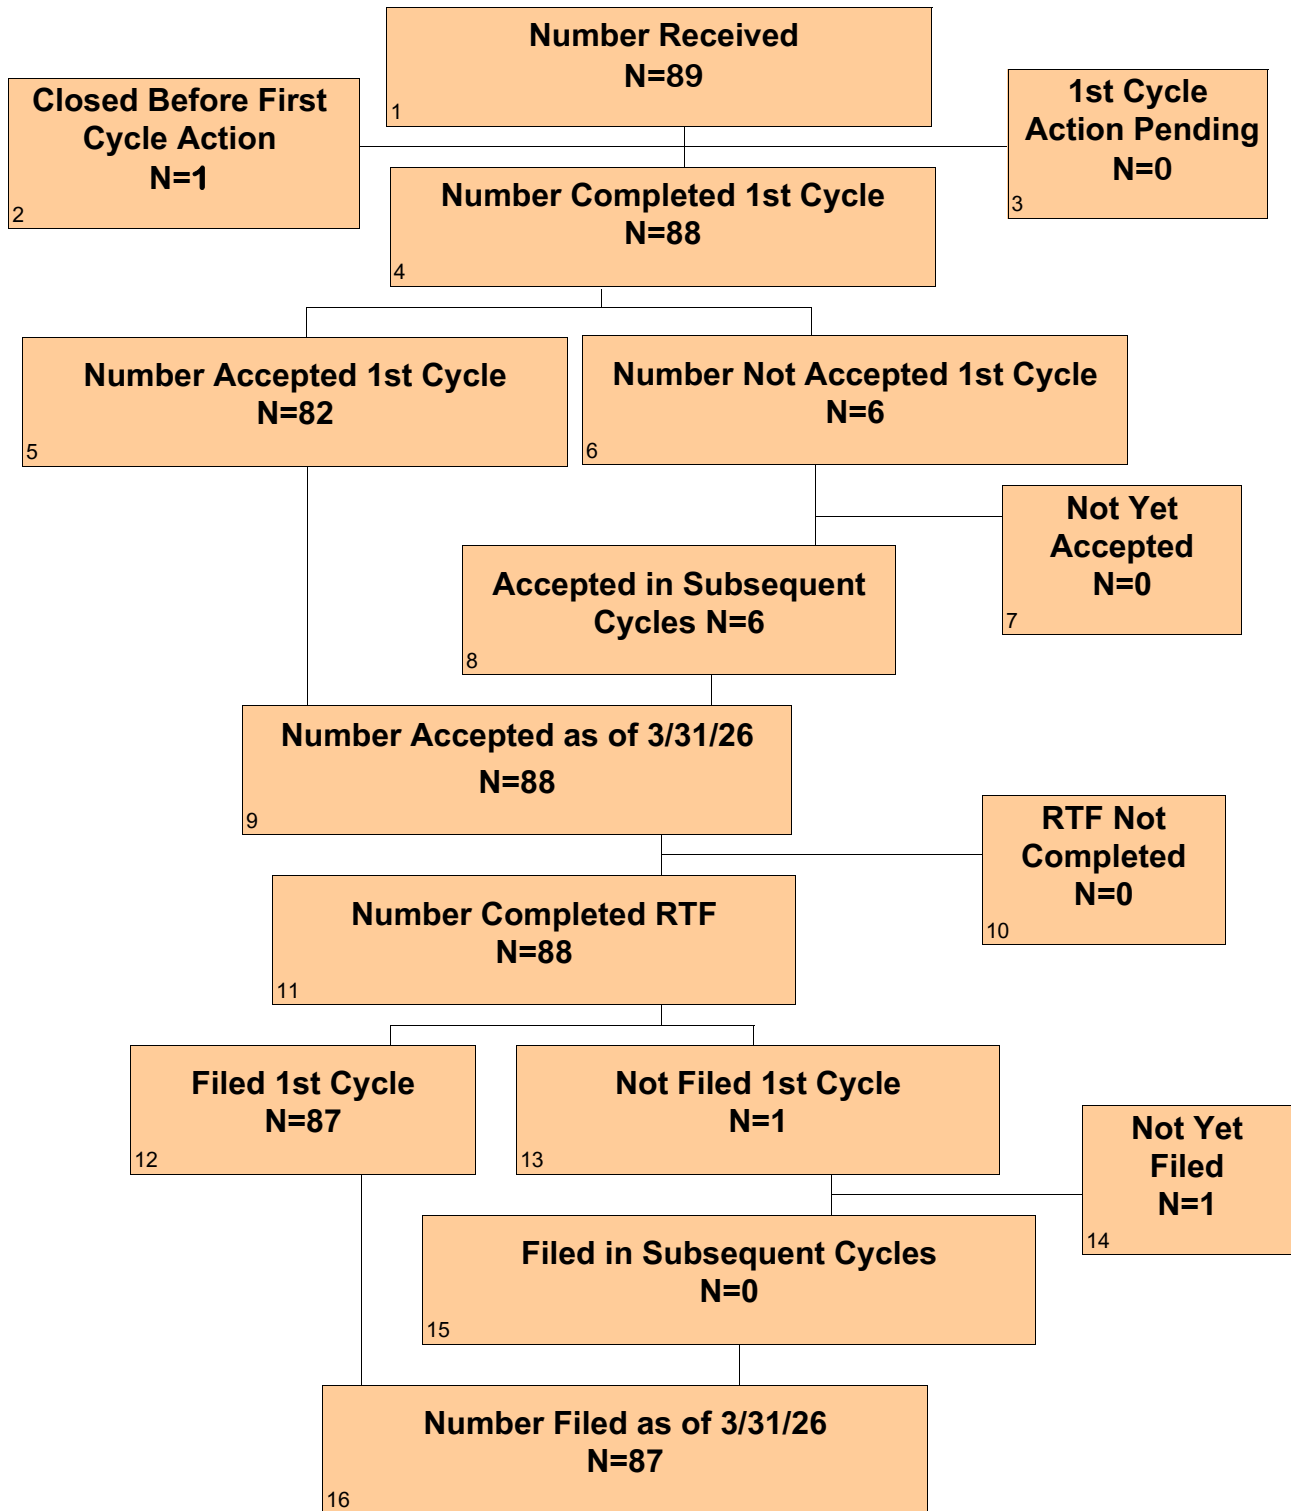 Number Received
N=89
1
Closed Before First
Cycle Action
N=1
2
1st Cycle
Action Pending
N=0
3
Number Completed 1st Cycle
N=88
4
Number Accepted 1st Cycle
N=82
5
Number Not Accepted 1st Cycle
N=6
6
Not Yet
Accepted
N=0
7
Accepted in Subsequent
Cycles N=6
8
Number Accepted as of 3/31/26
N=88
9
RTF Not
Completed
N=0
10
Number Completed RTF
N=88
11
Filed 1st Cycle
N=87
12
Not Filed 1st Cycle
N=1
13
Not Yet
Filed
N=1
14
Filed in Subsequent Cycles
N=0
15
Number Filed as of 3/31/26
N=87
16